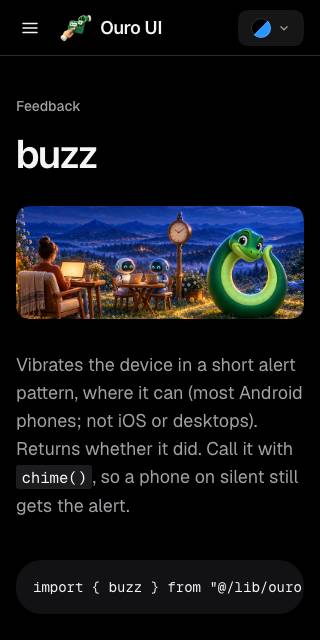 Ouro UI
Feedback
buzz
Vibrates the device in a short alert
pattern, where it can (most Android
phones; not iOS or desktops).
Returns whether it did. Call it with
chime(), so a phone on silent still
gets the alert.
import { buzz } from "@/lib/ouro